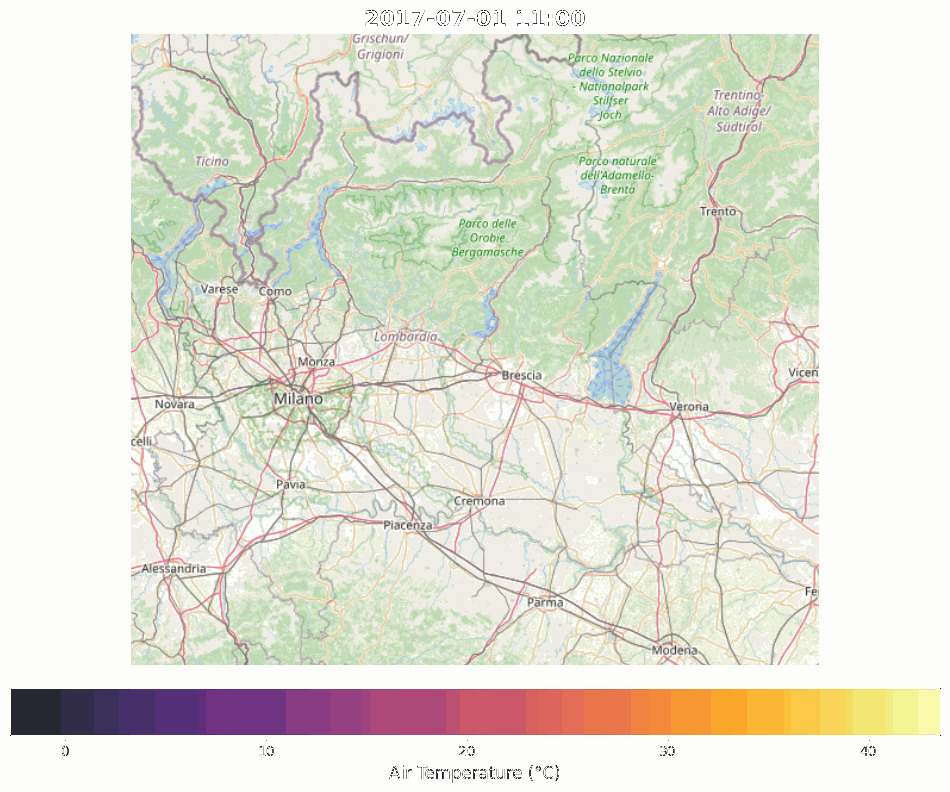 2017-07-01 11:00
Grischun/
Grigioni
Parco Nazionale
dello Stelvio
- Nationalpark
Stilfser
Joch
Trentino-
Alto Adige/
Südtirol
Ticino
Parco naturale
dell'Adamello-
Brenta
Trento
Parco delle
Orobie
Bergamasche
Varese
Como
Lombardia
Monza
Brescia
Vicen
Milano
Novara
Verona
celli
Pavia
Cremona
Piacenza
Alessandria
Fe
Parma
Modena
0 10 20 30 40
Air Temperature (°C)